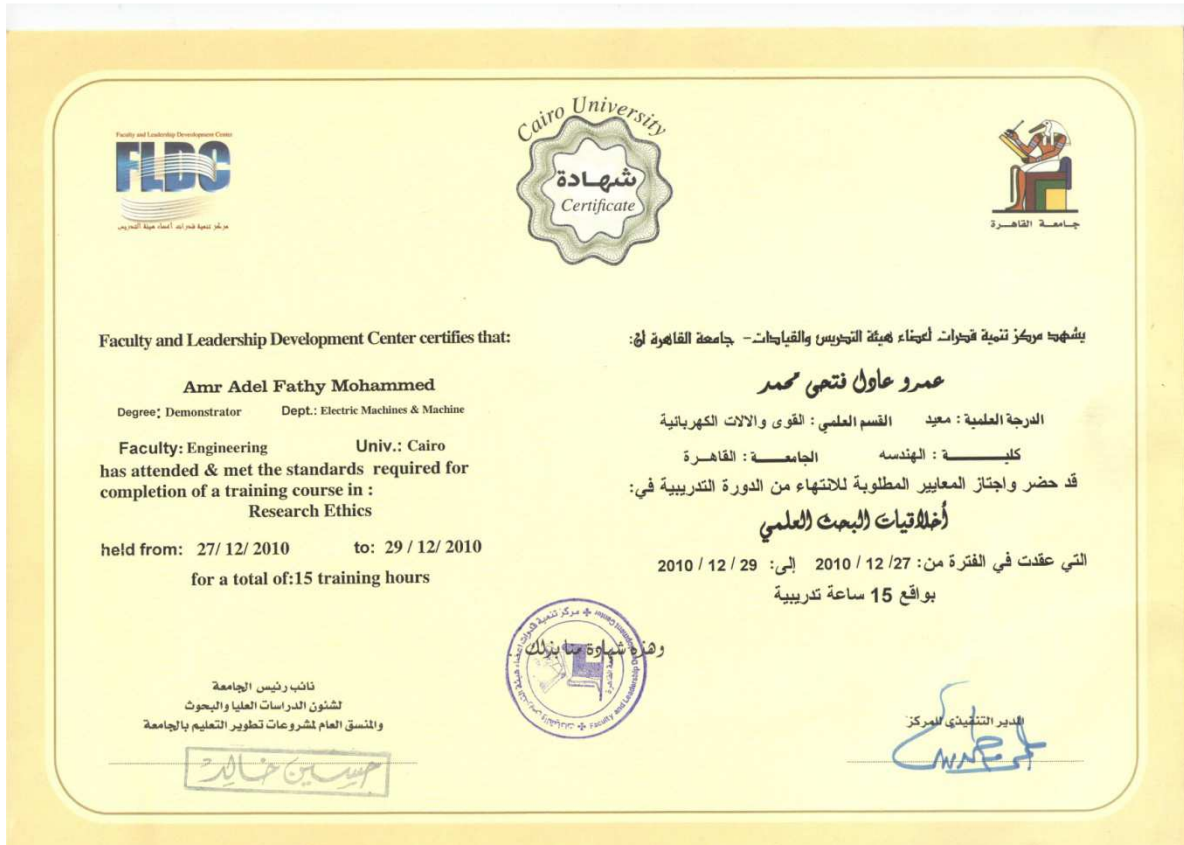 Faculty and Leadership Development Center
FLDC
مركز تنمية قدرات أعضاء هيئة التدريس
Cairo University
شهادة
Certificate
جامعة القاهرة
Faculty and Leadership Development Center certifies that:
Amr Adel Fathy Mohammed
Degree: Demonstrator Dept.: Electric Machines & Machine
Faculty: Engineering Univ.: Cairo
has attended & met the standards required for
completion of a training course in :
Research Ethics
held from: 27/ 12/ 2010 to: 29 / 12/ 2010
for a total of:15 training hours
يشهد مركز تنمية قدرات أعضاء هيئة التدريس والقيادات- جامعة القاهرة أن:
عمرو عادل فتحى محمد
الدرجة العلمية : معيد القسم العلمي : القوى والالات الكهربائية
كليــة : الهندسه الجامعــة : القاهــرة
قد حضر واجتاز المعايير المطلوبة للانتهاء من الدورة التدريبية في:
أخلاقيات البحث العلمي
التي عقدت في الفترة من: 27/ 12 / 2010 إلى: 29 / 12 / 2010
بواقع 15 ساعة تدريبية
وهذه شهادة منا بذلك
نائب رئيس الجامعة
لشئون الدراسات العليا والبحوث
والمنسق العام لمشروعات تطوير التعليم بالجامعة
حسين خالد
المدير التنفيذي للمركز